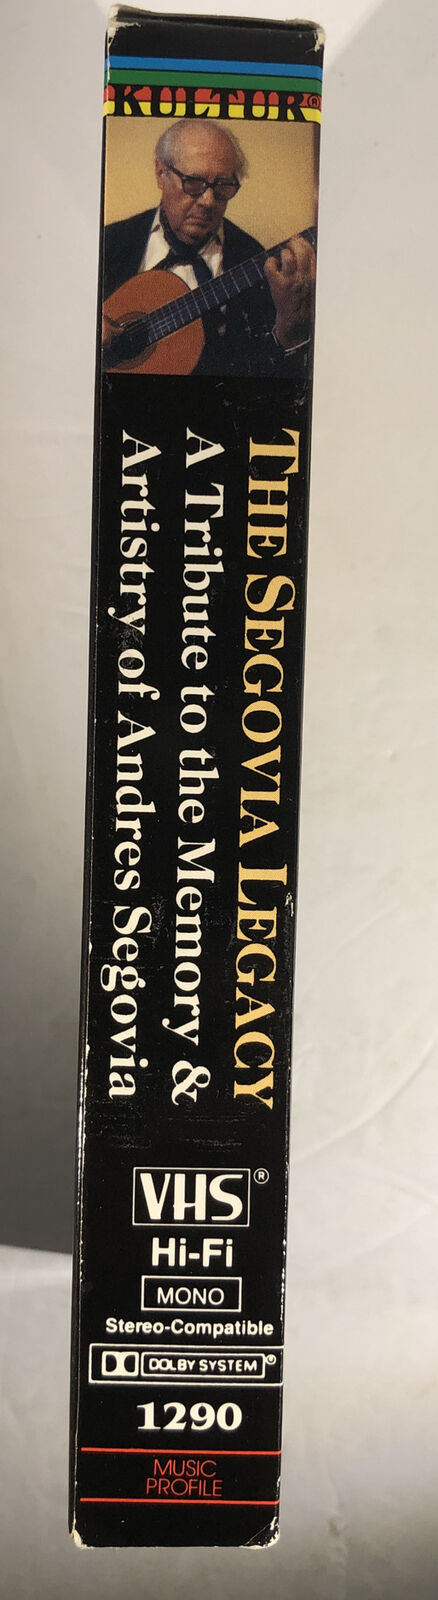 KULTUR®
THE SEGOVIA LEGACY
A Tribute to the Memory &
Artistry of Andres Segovia
VHS®
Hi-Fi
MONO
Stereo-Compatible
DOLBY SYSTEM®
1290
MUSIC
PROFILE